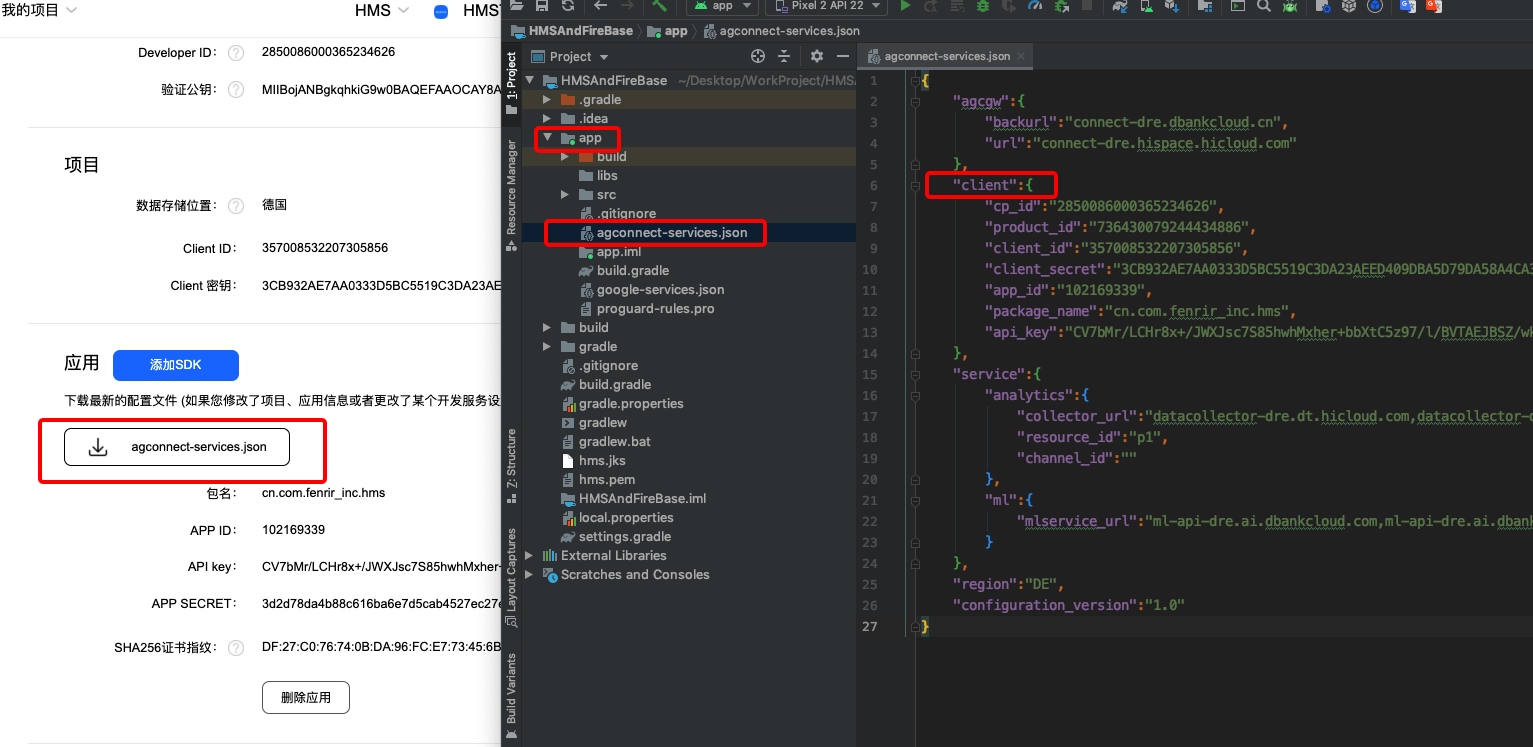 我的项目
HMS
HMS
Developer ID：
2850086000365234626
验证公钥：
MIIBojANBgkqhkiG9w0BAQEFAAOCAY8A
项目
数据存储位置：
德国
Client ID：
357008532207305856
Client 密钥：
3CB932AE7AA0333D5BC5519C3DA23AE
应用
添加SDK
下载最新的配置文件 (如果您修改了项目、应用信息或者更改了某个开发服务设
agconnect-services.json
包名：
cn.com.fenrir_inc.hms
APP ID：
102169339
API key：
CV7bMr/LCHr8x+/JWXJsc7S85hwhMxher
APP SECRET：
3d2d78da4b88c616ba6e7d5cab4527ec27
SHA256证书指纹：
DF:27:C0:76:74:0B:DA:96:FC:E7:73:45:6B
删除应用
app
Pixel 2 API 22
HMSAndFireBase
app
agconnect-services.json
1: Project
Resource Manager
Z: Structure
Layout Captures
Build Variants
Project
HMSAndFireBase ~/Desktop/WorkProject/HMS
.gradle
.idea
app
build
libs
src
.gitignore
agconnect-services.json
app.iml
build.gradle
google-services.json
proguard-rules.pro
build
gradle
.gitignore
build.gradle
gradle.properties
gradlew
gradlew.bat
hms.jks
hms.pem
HMSAndFireBase.iml
local.properties
settings.gradle
External Libraries
Scratches and Consoles
agconnect-services.json
1 {
2 "agcgw":{
3 "backurl":"connect-dre.dbankcloud.cn",
4 "url":"connect-dre.hispace.hicloud.com"
5 },
6 "client":{
7 "cp_id":"2850086000365234626",
8 "product_id":"736430079244434886",
9 "client_id":"357008532207305856",
10 "client_secret":"3CB932AE7AA0333D5BC5519C3DA23AEED409DBA5D79DA58A4CA3
11 "app_id":"102169339",
12 "package_name":"cn.com.fenrir_inc.hms",
13 "api_key":"CV7bMr/LCHr8x+/JWXJsc7S85hwhMxher+bbXtC5z97/l/BVTAEJBSZ/w
14 },
15 "service":{
16 "analytics":{
17 "collector_url":"datacollector-dre.dt.hicloud.com,datacollector-
18 "resource_id":"p1",
19 "channel_id":""
20 },
21 "ml":{
22 "mlservice_url":"ml-api-dre.ai.dbankcloud.com,ml-api-dre.ai.dban
23 }
24 },
25 "region":"DE",
26 "configuration_version":"1.0"
27 }